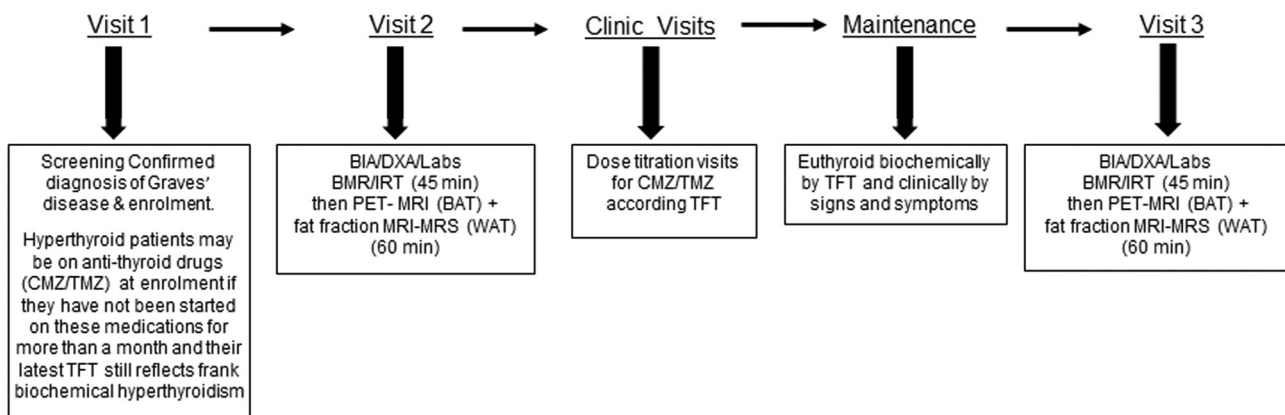 Visit 1
Visit 2
Clinic Visits
Maintenance
Visit 3
Screening Confirmed
diagnosis of Graves’
disease & enrolment.
Hyperthyroid patients may
be on anti-thyroid drugs
(CMZ/TMZ) at enrolment if
they have not been started
on these medications for
more than a month and their
latest TFT still reflects frank
biochemical hyperthyroidism
BIA/DXA/Labs
BMR/IRT (45 min)
then PET- MRI (BAT) +
fat fraction MRI-MRS (WAT)
(60 min)
Dose titration visits
for CMZ/TMZ
according TFT
Euthyroid biochemically
by TFT and clinically by
signs and symptoms
BIA/DXA/Labs
BMR/IRT (45 min)
then PET-MRI (BAT) +
fat fraction MRI-MRS (WAT)
(60 min)